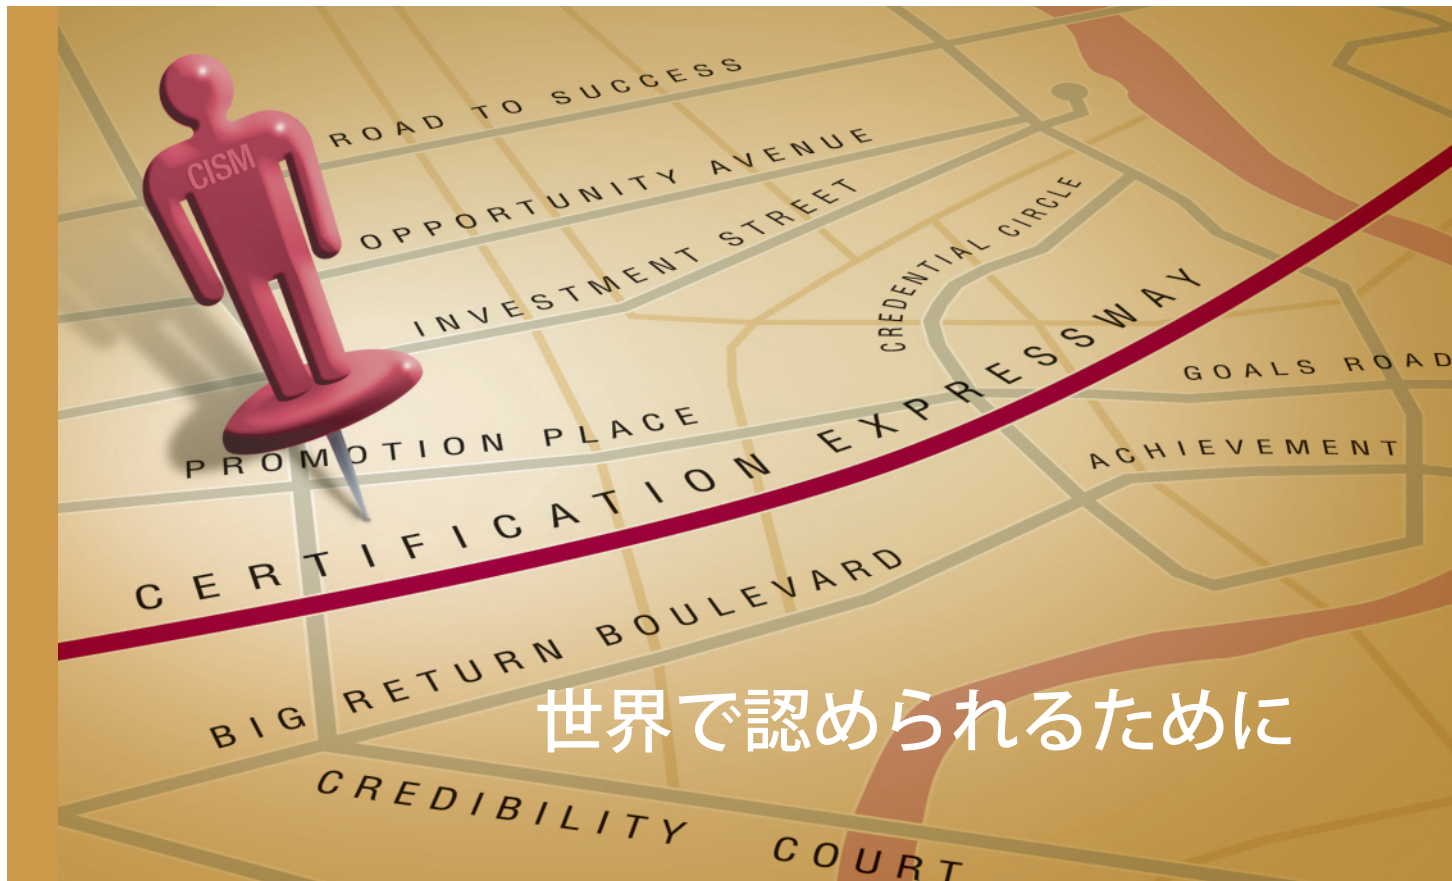 ROAD TO SUCCESS
CISM
OPPORTUNITY AVENUE
INVESTMENT STREET
CREDENTIAL CIRCLE
GOALS ROAD
PROMOTION PLACE
ACHIEVEMENT
CERTIFICATION EXPRESSWAY
BIG RETURN BOULEVARD
世界で認められるために
CREDIBILITY COURT